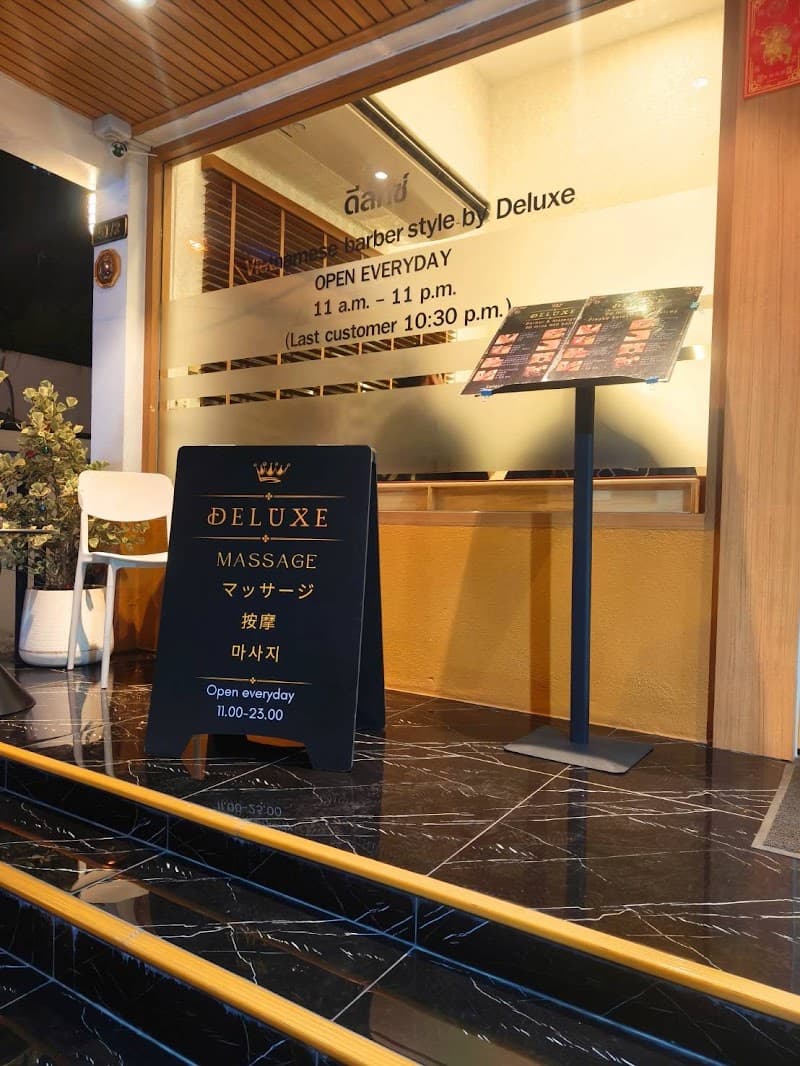 ดีลักซ์
Vietnamese barber style by Deluxe
OPEN EVERYDAY
11 a.m. – 11 p.m.
(Last customer 10:30 p.m.)
DELUXE
DELUXE
MASSAGE
マッサージ
按摩
마사지
Open everyday
11.00-23.00